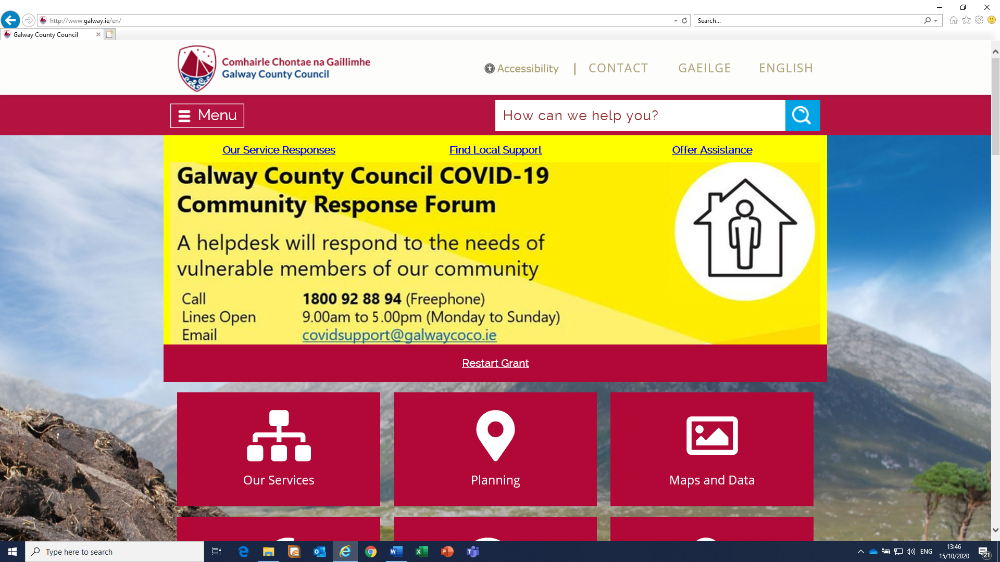 http://www.galway.ie/en/
Search...
Galway County Council
Comhairle Chontae na Gaillimhe
Galway County Council
Accessibility | CONTACT GAEILGE ENGLISH
Menu
How can we help you?
Our Service Responses Find Local Support Offer Assistance
Galway County Council COVID-19
Community Response Forum
A helpdesk will respond to the needs of
vulnerable members of our community
Call 1800 92 88 94 (Freephone)
Lines Open 9.00am to 5.00pm (Monday to Sunday)
Email covidsupport@galwaycoco.ie
Restart Grant
Our Services Planning Maps and Data
Type here to search
ENG
13:46
15/10/2020
21